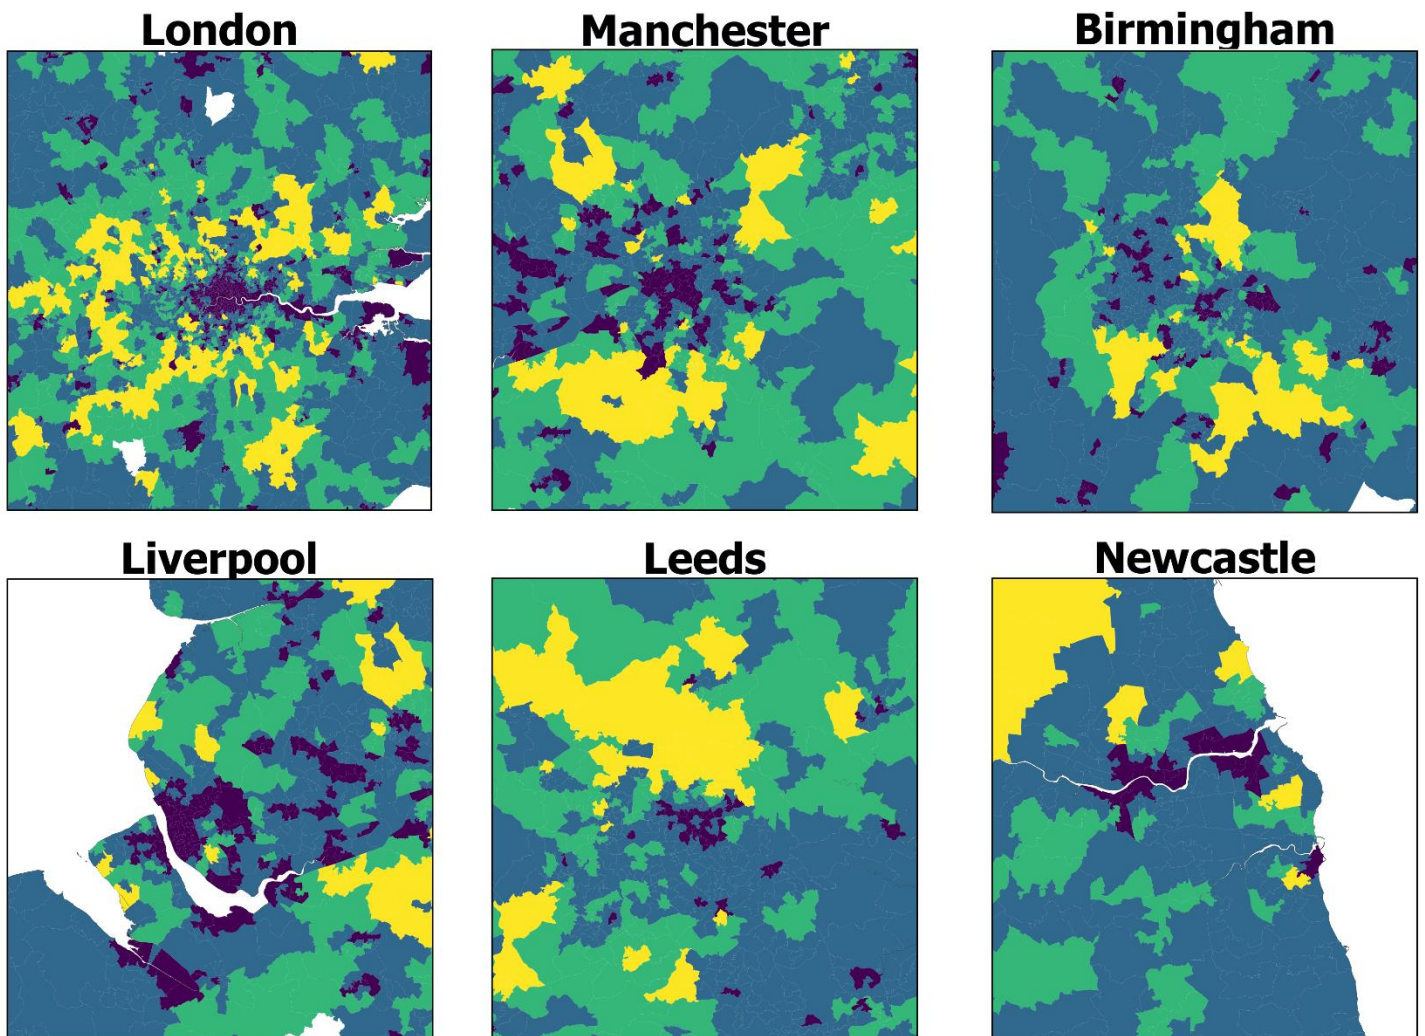 London
Manchester
Birmingham
Liverpool
Leeds
Newcastle